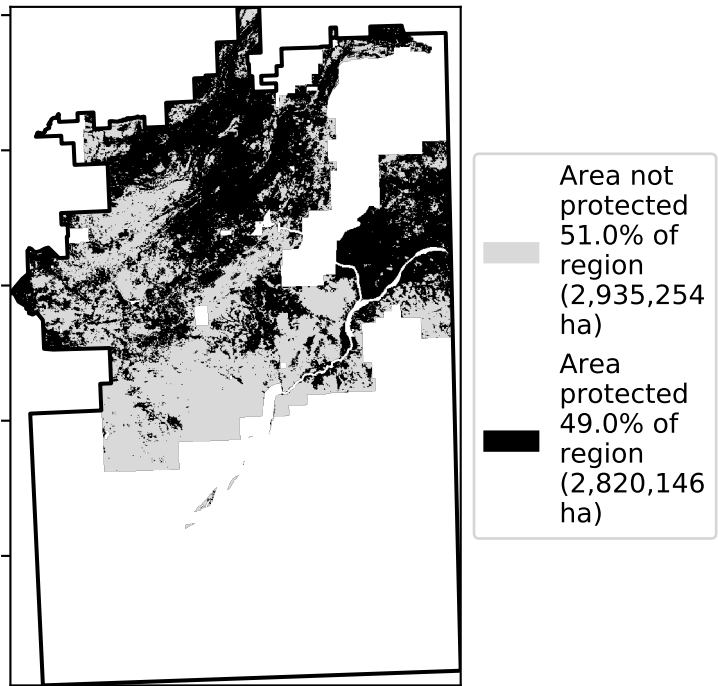 Area not
protected
51.0% of
region
(2,935,254
ha)
Area
protected
49.0% of
region
(2,820,146
ha)